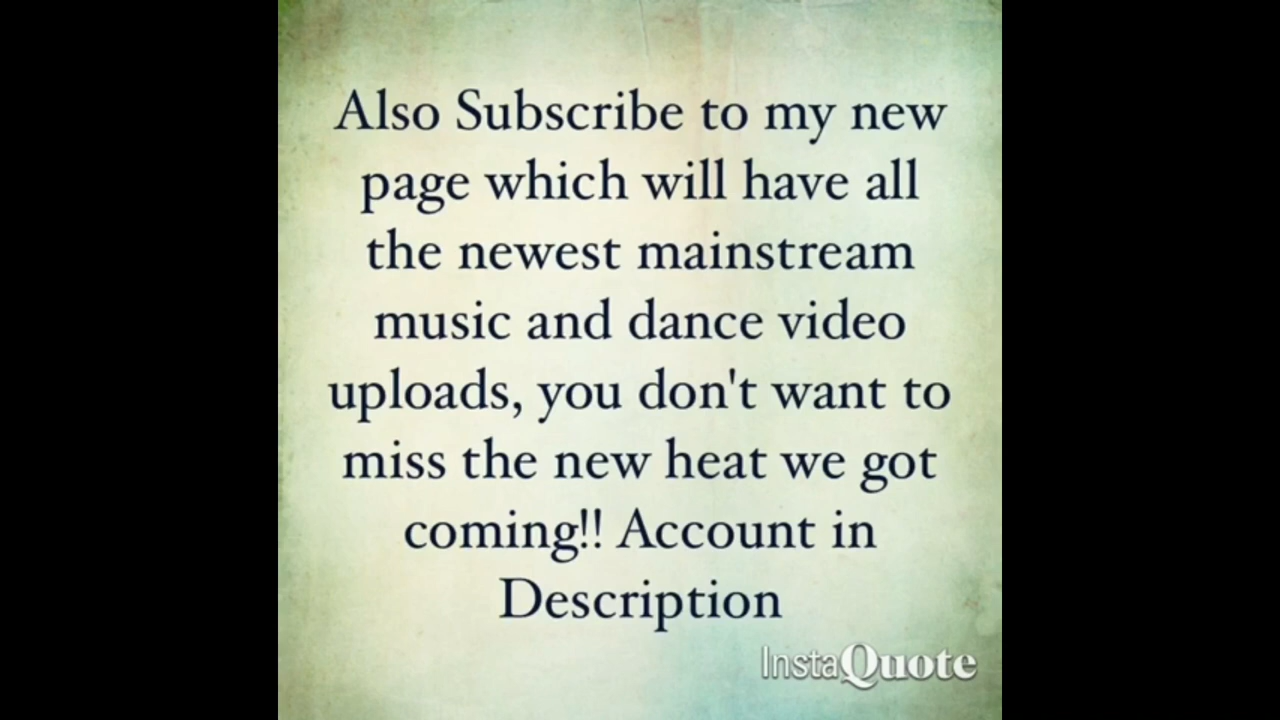 Also Subscribe to my new
page which will have all
the newest mainstream
music and dance video
uploads, you don't want to
miss the new heat we got
coming!! Account in
Description
InstaQuote